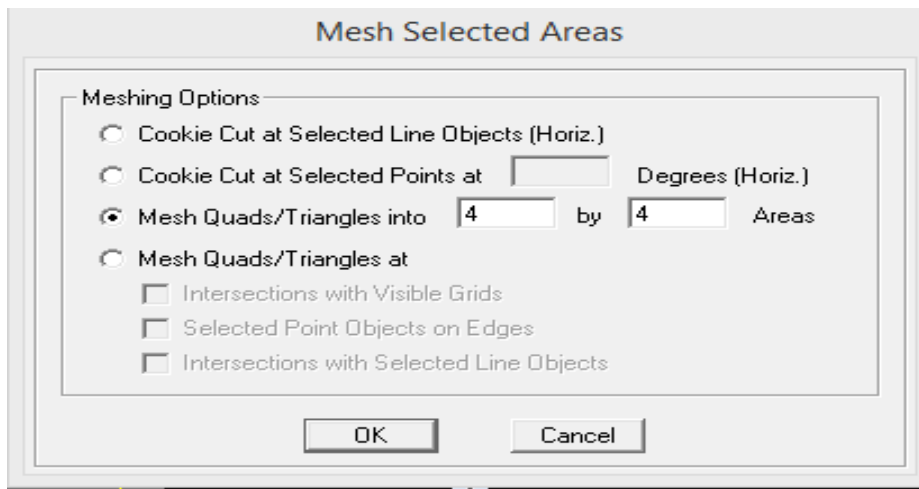 Mesh Selected Areas
Meshing Options
Cookie Cut at Selected Line Objects (Horiz.)
Cookie Cut at Selected Points at Degrees (Horiz.)
Mesh Quads/Triangles into 4 by 4 Areas
Mesh Quads/Triangles at
Intersections with Visible Grids
Selected Point Objects on Edges
Intersections with Selected Line Objects
OK Cancel